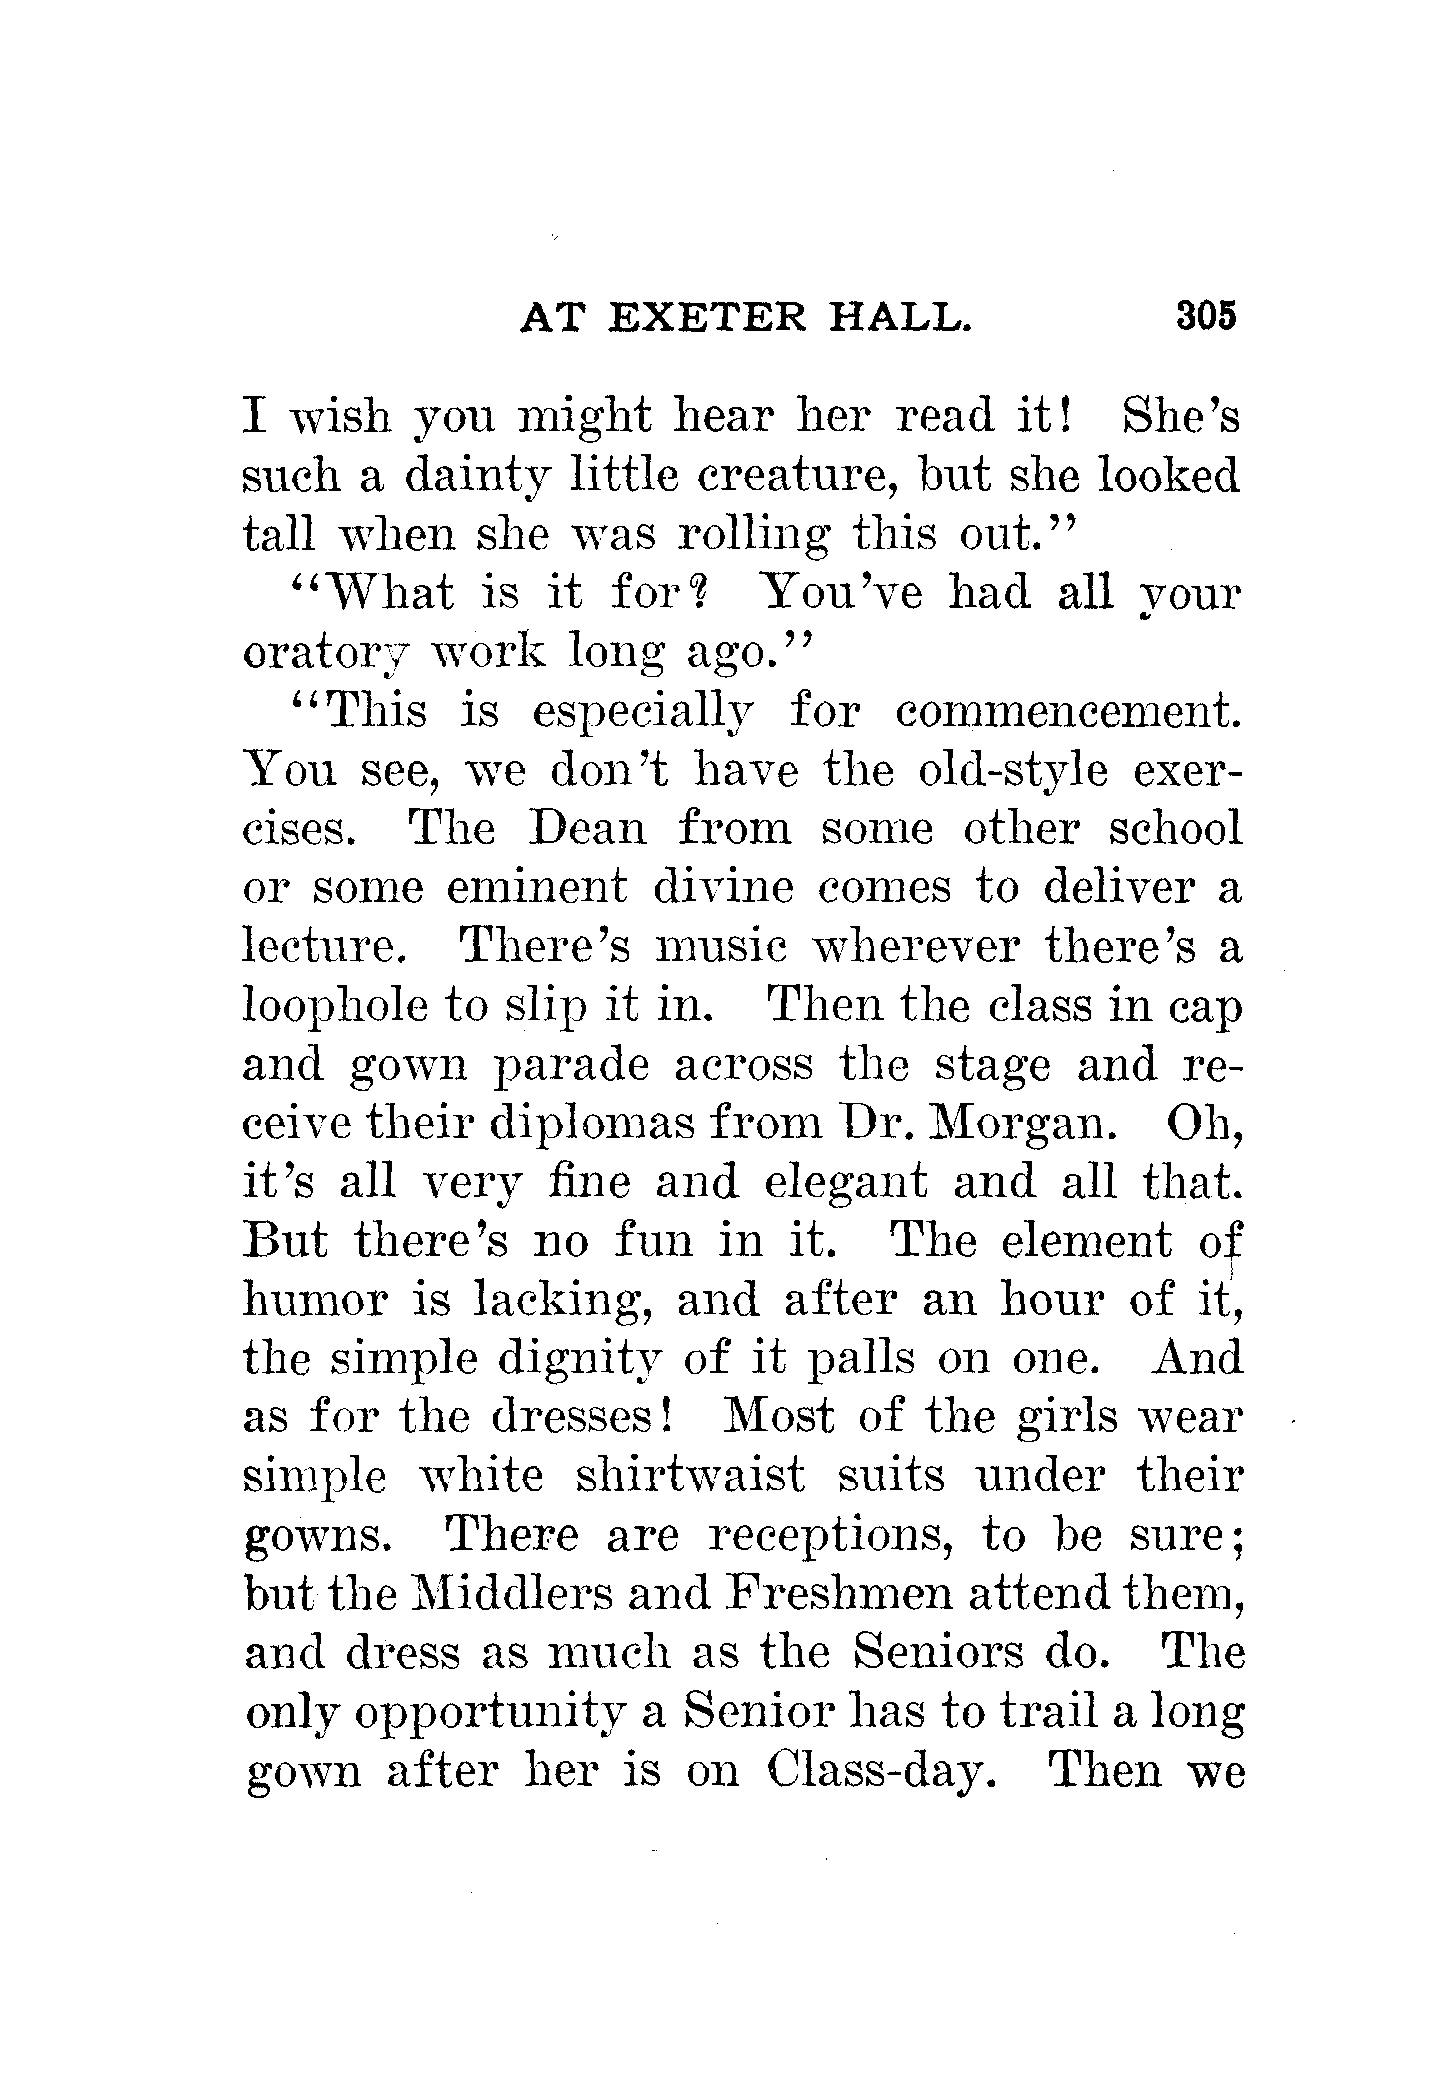 AT EXETER HALL. 305
I wish you might hear her read it! She's
such a dainty little creature, but she looked
tall when she was rolling this out."
"What is it for? You've had all your
oratory work long ago."
"This is especially for commencement.
You see, we don't have the old-style exer-
cises. The Dean from some other school
or some eminent divine comes to deliver a
lecture. There's music wherever there's a
loophole to slip it in. Then the class in cap
and gown parade across the stage and re-
ceive their diplomas from Dr. Morgan. Oh,
it's all very fine and elegant and all that.
But there's no fun in it. The element of
humor is lacking, and after an hour of it,
the simple dignity of it palls on one. And
as for the dresses! Most of the girls wear
simple white shirtwaist suits under their
gowns. There are receptions, to be sure;
but the Middlers and Freshmen attend them,
and dress as much as the Seniors do. The
only opportunity a Senior has to trail a long
gown after her is on Class-day. Then we